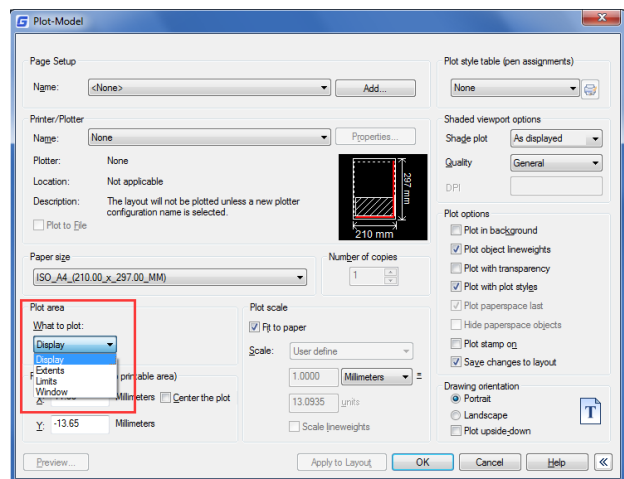 Plot-Model
Page Setup
Name: <None> Add...
Plot style table (pen assignments)
None
Printer/Plotter
Name: None Properties...
Plotter: None
Location: Not applicable
Description: The layout will not be plotted unless a new plotter
configuration name is selected.
Plot to File
297 mm
210 mm
Shaded viewport options
Shade plot As displayed
Quality General
DPI
Paper size
ISO_A4_(210.00_x_297.00_MM)
Number of copies
1
Plot options
Plot in background
Plot object lineweights
Plot with transparency
Plot with plot styles
Plot paperspace last
Hide paperspace objects
Plot stamp on
Save changes to layout
Plot area
What to plot:
Display
Display
Extents
Limits
Window
printable area)
X: Millimeters Center the plot
Y: -13.65 Millimeters
Plot scale
Fit to paper
Scale: User define
1.0000 Millimeters =
13.0935 units
Scale lineweights
Drawing orientation
Portrait
Landscape
Plot upside-down
T
Preview... Apply to Layout OK Cancel Help